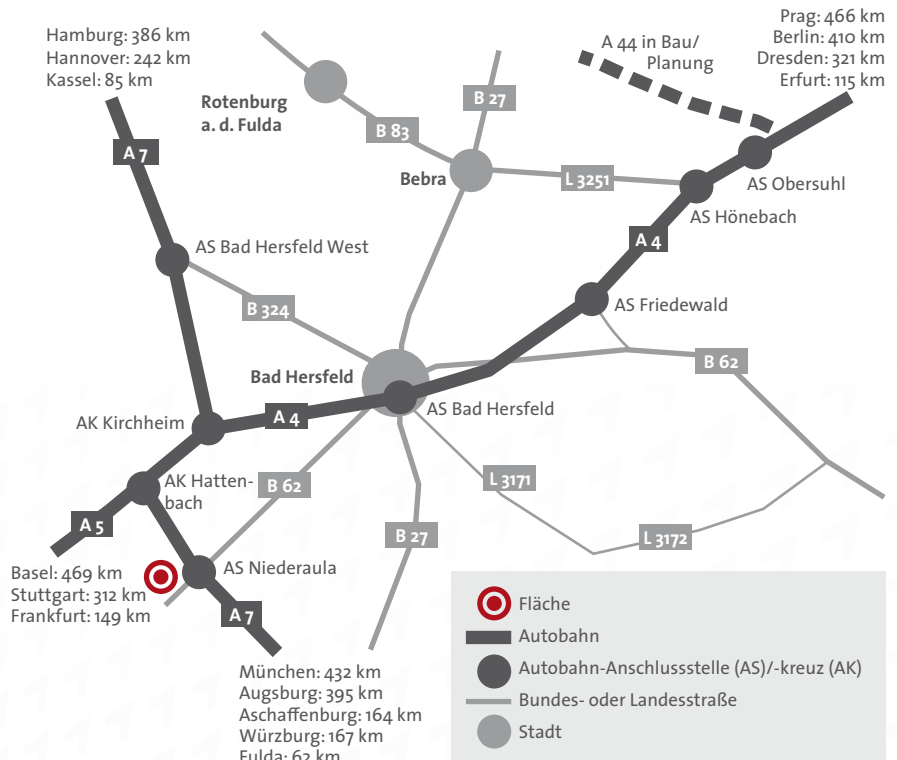 Hamburg: 386 km
Hannover: 242 km
Kassel: 85 km
Prag: 466 km
Berlin: 410 km
Dresden: 321 km
Erfurt: 115 km
A 44 in Bau/
Planung
Rotenburg
a. d. Fulda
B 27
B 83
A 7
Bebra
L 3251
AS Obersuhl
AS Hönebach
A 4
AS Bad Hersfeld West
B 324
AS Friedewald
B 62
Bad Hersfeld
AS Bad Hersfeld
A 4
AK Kirchheim
AK Hatten-
bach
B 62
L 3171
A 5
B 27
L 3172
AS Niederaula
Basel: 469 km
Stuttgart: 312 km
Frankfurt: 149 km
A 7
München: 432 km
Augsburg: 395 km
Aschaffenburg: 164 km
Würzburg: 167 km
Fulda: 62 km
Fläche
Autobahn
Autobahn-Anschlussstelle (AS)/-kreuz (AK)
Bundes- oder Landesstraße
Stadt